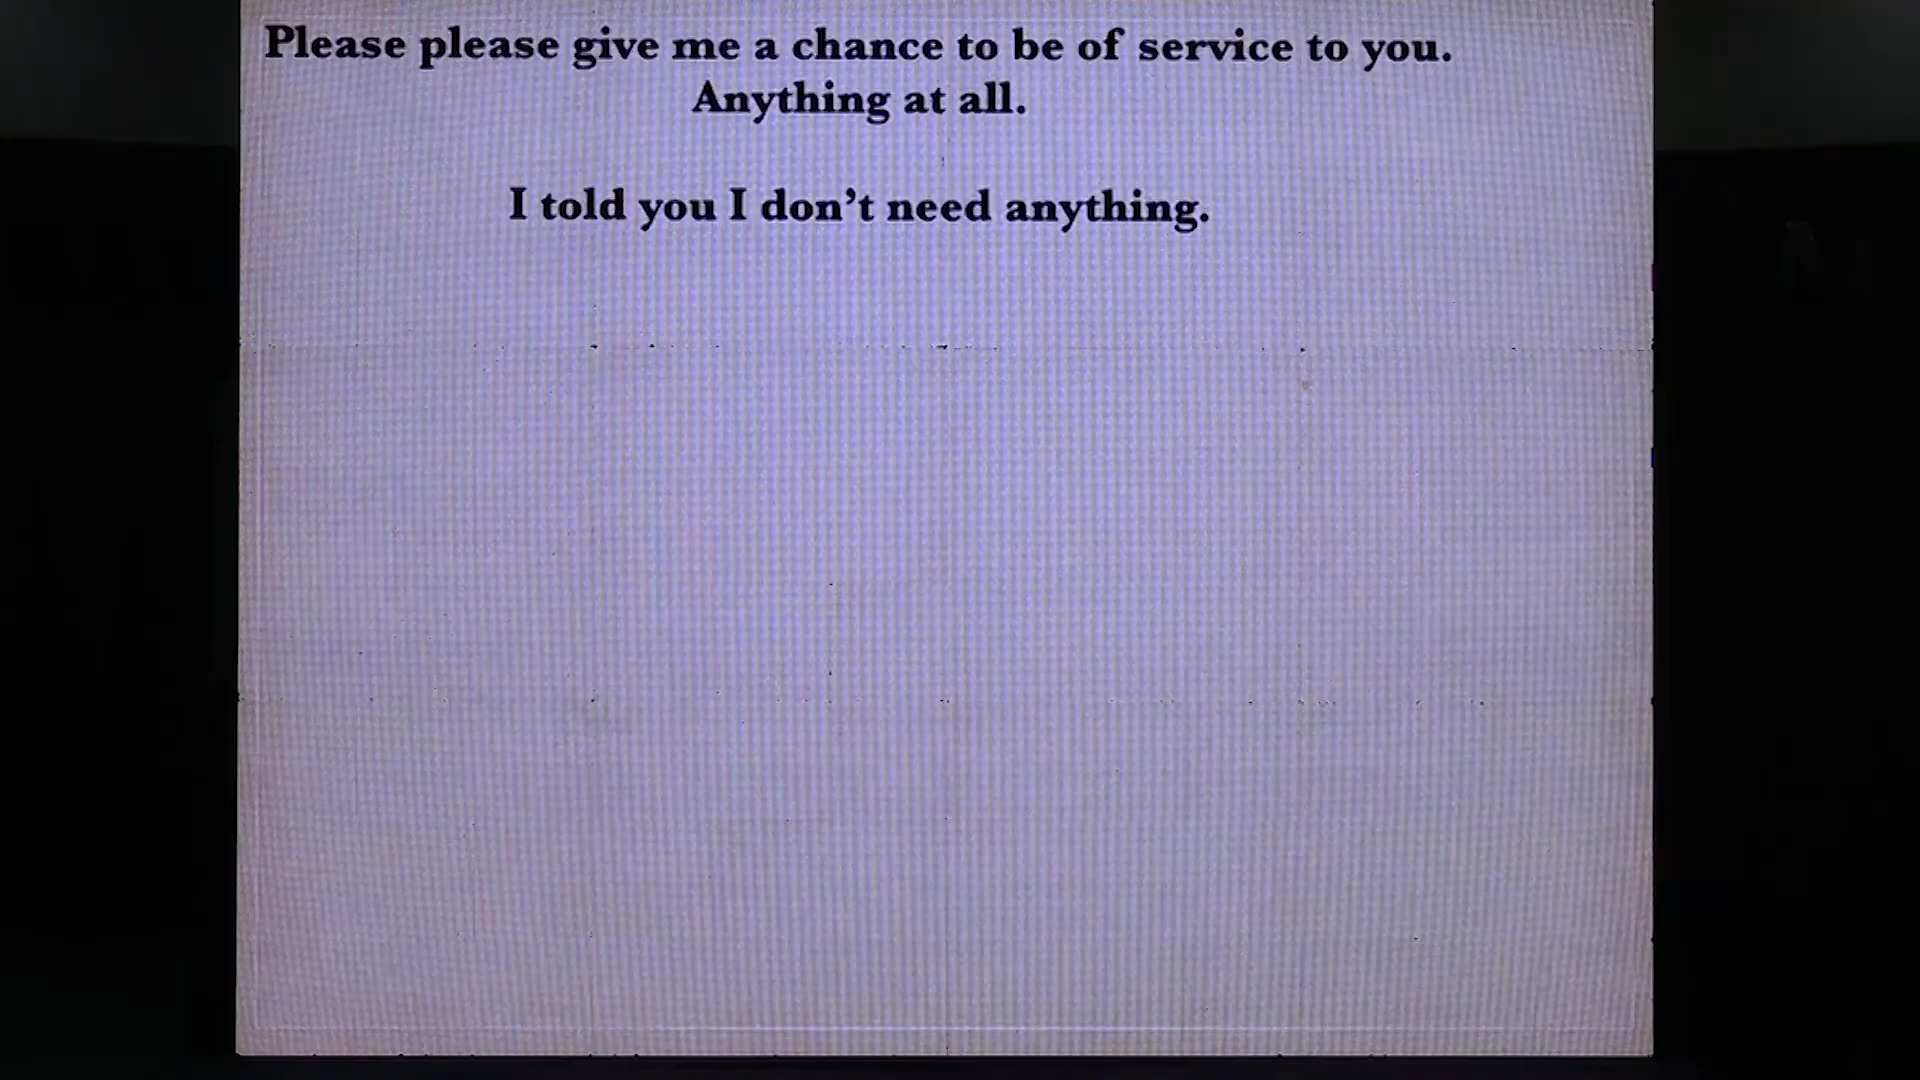 Please please give me a chance to be of service to you.
Anything at all.
I told you I don’t need anything.